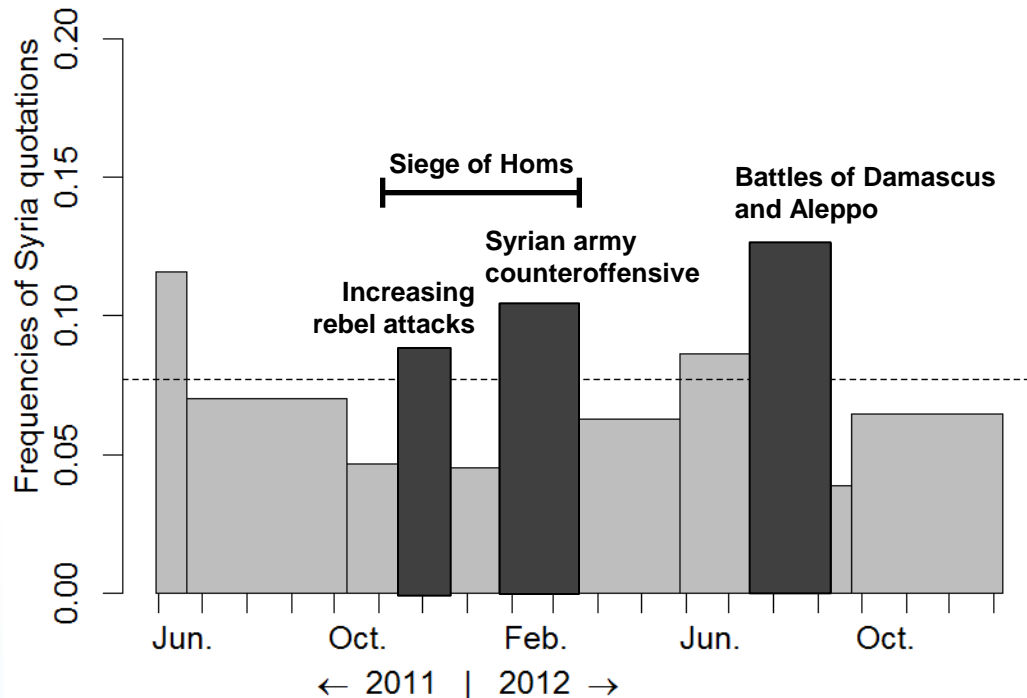 Frequencies of Syria quotations
0.20
0.15
0.10
0.05
0.00
Siege of Homs
Battles of Damascus
and Aleppo
Syrian army
counteroffensive
Increasing
rebel attacks
Jun.
Oct.
Feb.
Jun.
Oct.
← 2011 | 2012 →